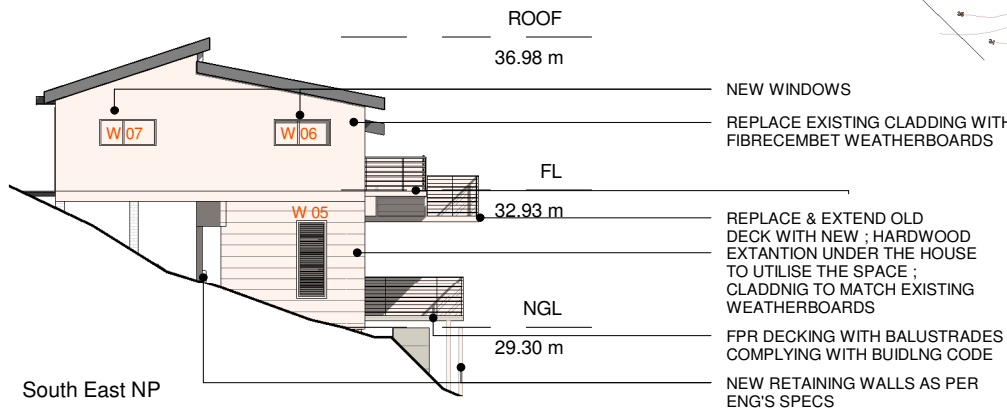 ROOF
36.98 m
NEW WINDOWS
W 07
W 06
REPLACE EXISTING CLADDING WITH
FIBRECEMBET WEATHERBOARDS
FL
32.93 m
W 05
REPLACE & EXTEND OLD
DECK WITH NEW ; HARDWOOD
EXTANTION UNDER THE HOUSE
TO UTILISE THE SPACE ;
CLADDNIG TO MATCH EXISTING
WEATHERBOARDS
NGL
29.30 m
FPR DECKING WITH BALUSTRADES
COMPLYING WITH BUIDLNG CODE
NEW RETAINING WALLS AS PER
ENG'S SPECS
South East NP